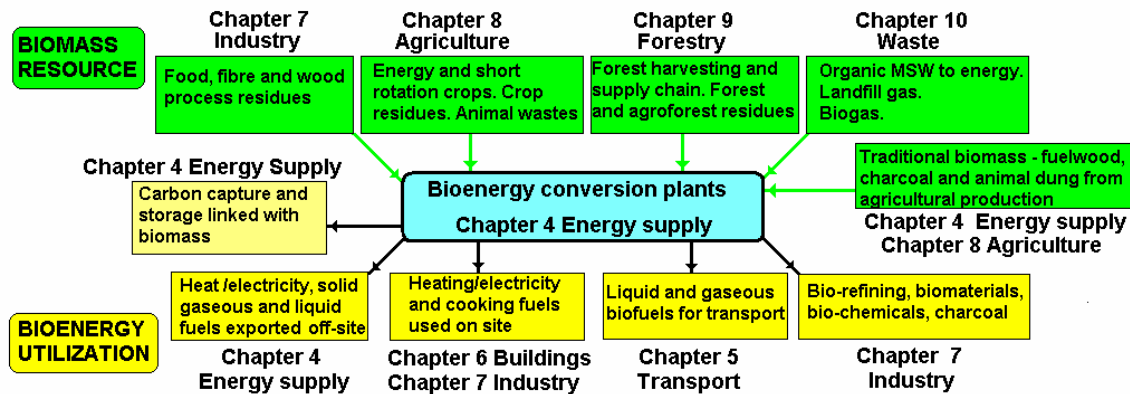 BIOMASS
RESOURCE
Chapter 7
Industry
Food, fibre and wood
process residues
Chapter 8
Agriculture
Energy and short
rotation crops. Crop
residues. Animal wastes
Chapter 9
Forestry
Forest harvesting and
supply chain. Forest
and agroforest residues
Chapter 10
Waste
Organic MSW to energy.
Landfill gas.
Biogas.
Chapter 4 Energy Supply
Carbon capture and
storage linked with
biomass
Bioenergy conversion plants
Chapter 4 Energy supply
Traditional biomass - fuelwood,
charcoal and animal dung from
agricultural production
Chapter 4 Energy supply
Chapter 8 Agriculture
BIOENERGY
UTILIZATION
Heat /electricity, solid
gaseous and liquid
fuels exported off-site
Chapter 4
Energy supply
Heating/electricity
and cooking fuels
used on site
Chapter 6 Buildings
Chapter 7 Industry
Liquid and gaseous
biofuels for transport
Chapter 5
Transport
Bio-refining, biomaterials,
bio-chemicals, charcoal
Chapter 7
Industry